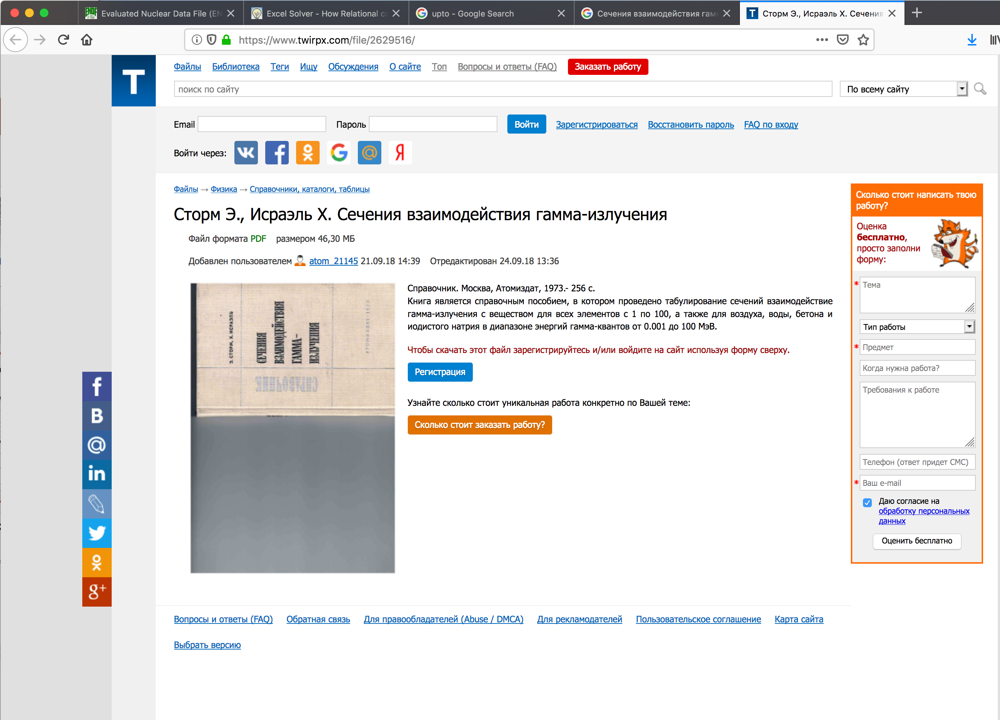 Evaluated Nuclear Data File (EN
Excel Solver - How Relational co
upto - Google Search
Сечения взаимодействия гам
Сторм Э., Исраэль Х. Сечения
https://www.twirpx.com/file/2629516/
T
Файлы Библиотека Теги Ищу Обсуждения О сайте Топ Вопросы и ответы (FAQ) Заказать работу
поиск по сайту
По всему сайту
Email Пароль Войти Зарегистрироваться Восстановить пароль FAQ по входу
Войти через:
Файлы → Физика → Справочники, каталоги, таблицы
Сторм Э., Исраэль Х. Сечения взаимодействия гамма-излучения
Файл формата PDF размером 46,30 МБ
Добавлен пользователем atom_21145 21.09.18 14:39 Отредактирован 24.09.18 13:36
Э. СТОРМ, Х. ИСРАЭЛЬ
СЕЧЕНИЯ
ВЗАИМОДЕЙСТВИЯ
ГАММА-
ИЗЛУЧЕНИЯ
АТОМИЗДАТ·1973
СПРАВОЧНИК
Справочник. Москва, Атомиздат, 1973.- 256 с.
Книга является справочным пособием, в котором проведено табулирование сечений взаимодействие
гамма-излучения с веществом для всех элементов с 1 по 100, а также для воздуха, воды, бетона и
иодистого натрия в диапазоне энергий гамма-квантов от 0.001 до 100 МэВ.
Чтобы скачать этот файл зарегистрируйтесь и/или войдите на сайт используя форму сверху.
Регистрация
Узнайте сколько стоит уникальная работа конкретно по Вашей теме:
Сколько стоит заказать работу?
Сколько стоит написать твою
работу?
Оценка
бесплатно,
просто заполни
форму:
* Тема
Тип работы
* Предмет
Когда нужна работа?
Требования к работе
Телефон (ответ придет СМС)
* Ваш e-mail
Даю согласие на
обработку персональных
данных
Оценить бесплатно
Вопросы и ответы (FAQ) Обратная связь Для правообладателей (Abuse / DMCA) Для рекламодателей Пользовательское соглашение Карта сайта
Выбрать версию